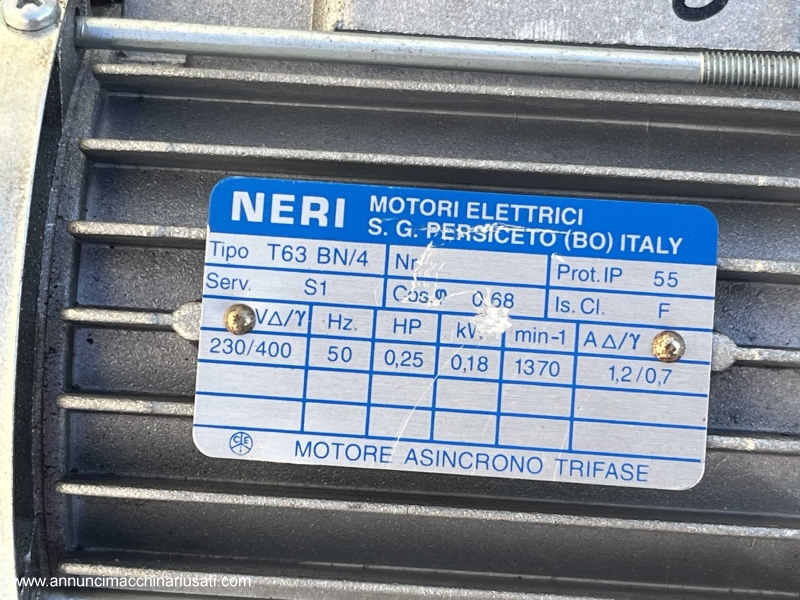 NERI MOTORI ELETTRICI
S. G. PERSICETO (BO) ITALY
Tipo T63 BN/4 Nr. Prot.IP 55
Serv. S1 Cos.φ 0,68 Is. Cl. F
VΔ/Y Hz. HP kW min-1 A Δ/Y
230/400 50 0,25 0,18 1370 1,2/0,7
CEI MOTORE ASINCRONO TRIFASE
www.annuncimacchinariusati.com